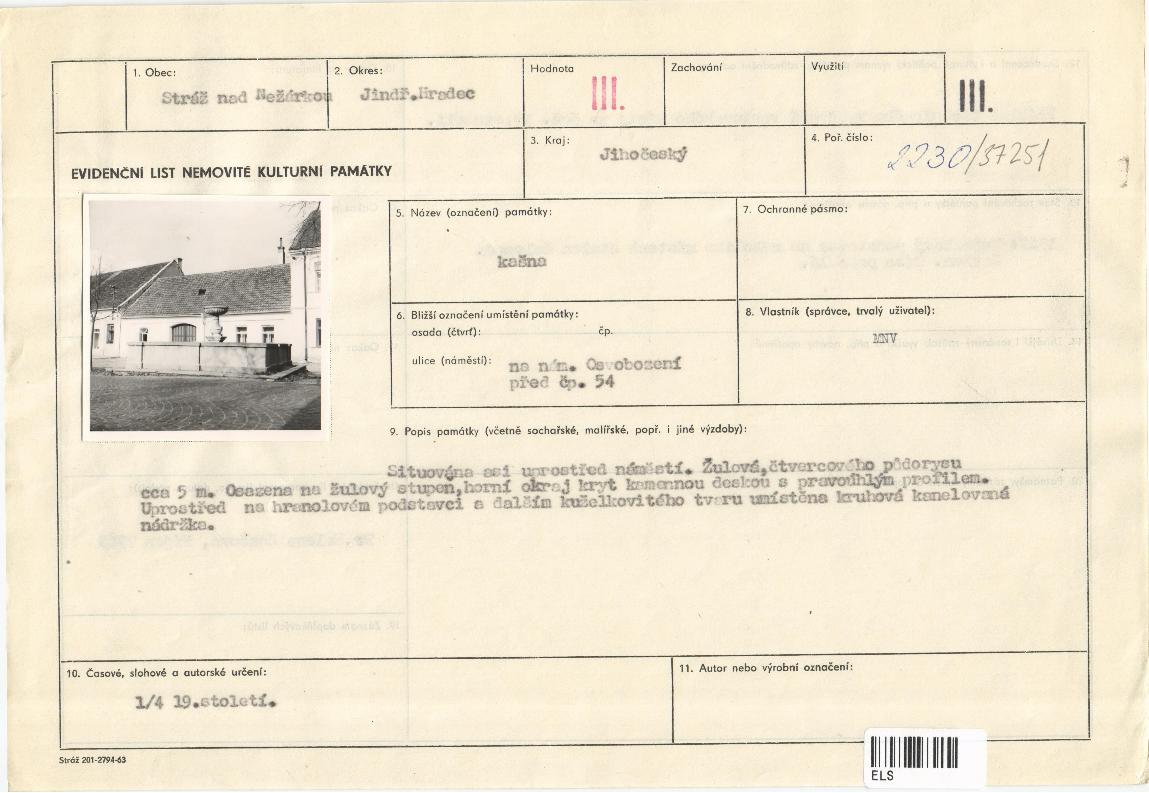 1. Obec:
Stráž nad Nežárkou
2. Okres:
Jindř.Hradec
Hodnota
III.
Zachování
Využití
III.
3. Kraj:
Jihočeský
4. Poř. číslo:
2230/37251
EVIDENČNÍ LIST NEMOVITÉ KULTURNÍ PAMÁTKY
5. Název (označení) památky:
kašna
7. Ochranné pásmo:
6. Bližší označení umístění památky:
osada (čtvrť): čp.
ulice (náměstí): na nám. Osvobození
před čp. 54
8. Vlastník (správce, trvalý uživatel):
MNV
9. Popis památky (včetně sochařské, malířské, popř. i jiné výzdoby):
Situována asi uprostřed náměstí. Žulová,čtvercového půdorysu
cca 5 m. Osazena na žulový stupeň,horní okraj kryt kamennou deskou s pravoúhlým profilem.
Uprostřed na hranolovém podstavci a dalším kuželkovitého tvaru umístěna kruhová kanelovaná
nádržka.
10. Časové, slohové a autorské určení:
1/4 19.století.
11. Autor nebo výrobní označení:
Stráž 201-2794-63
ELS